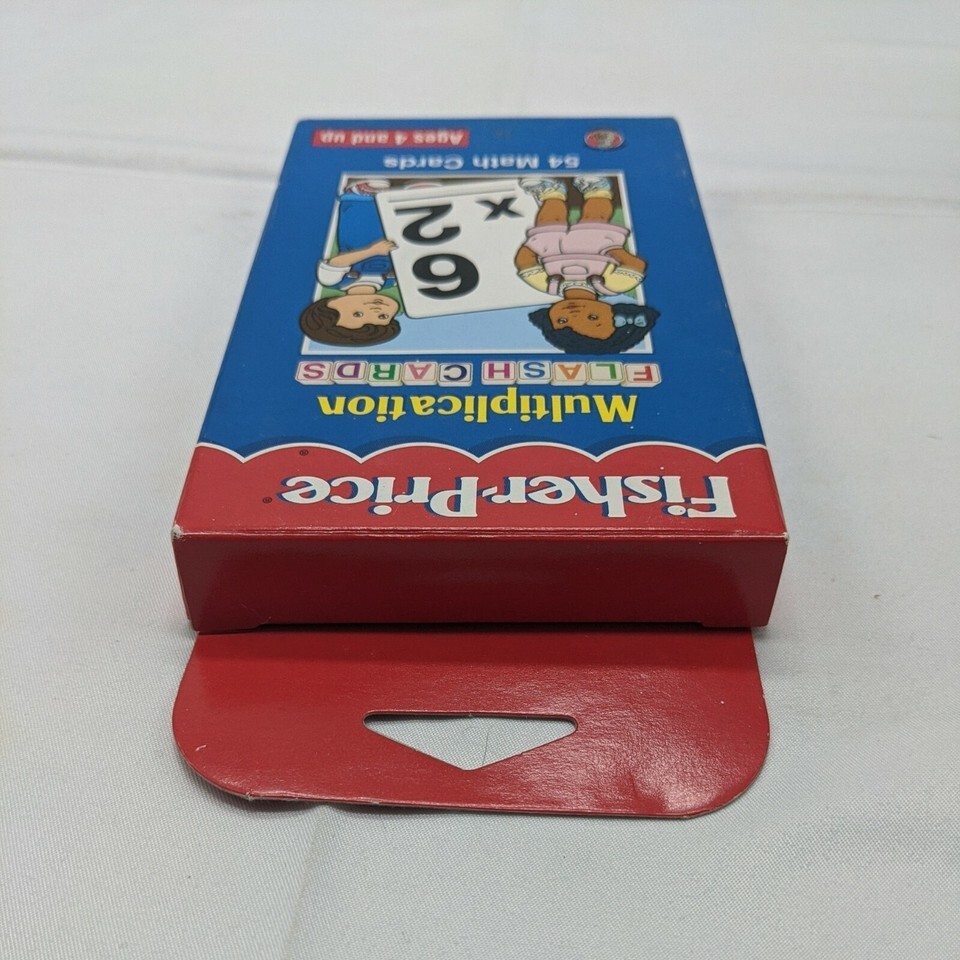 Fisher-Price®
®
Multiplication
FLASH CARDS
6
x 2
54 Math Cards
Ages 4 and up